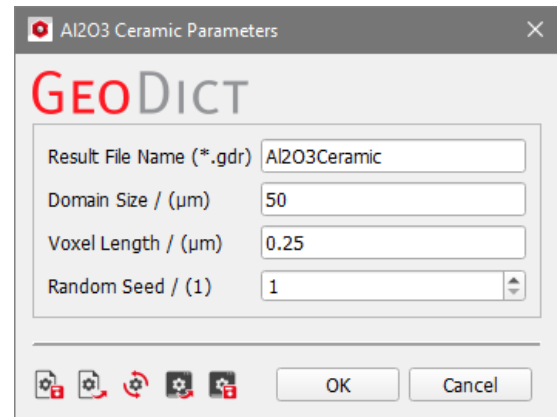 Al2O3 Ceramic Parameters
GEODICT
Result File Name (*.gdr) Al2O3Ceramic
Domain Size / (µm) 50
Voxel Length / (µm) 0.25
Random Seed / (1) 1
OK Cancel